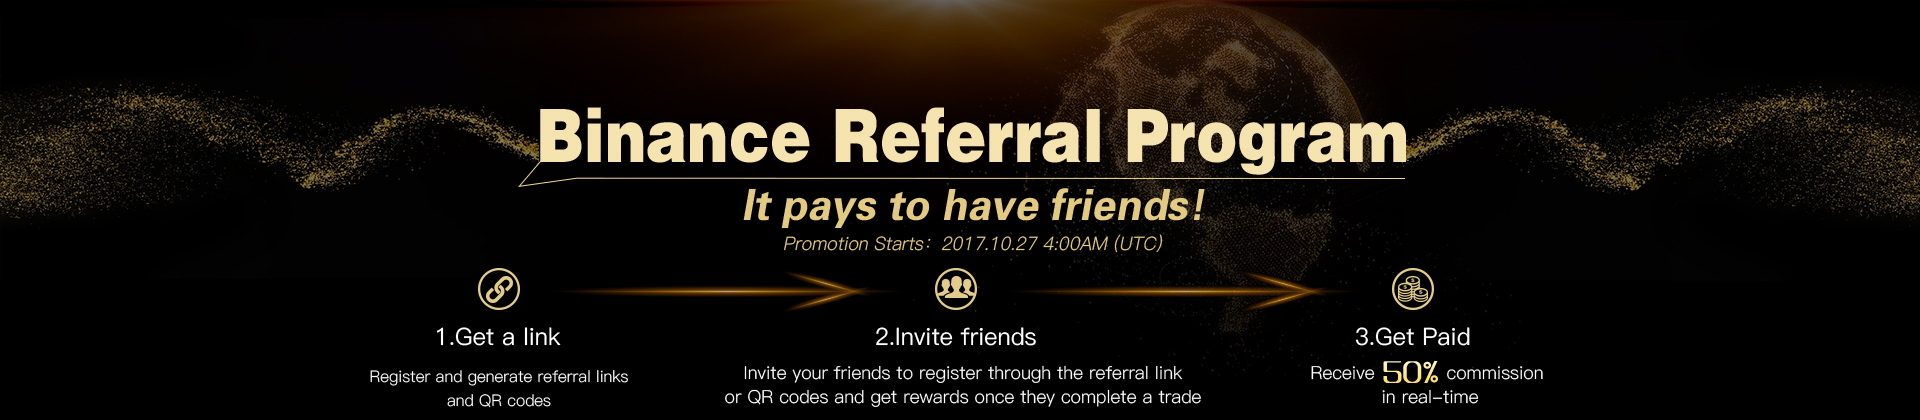 Binance Referral Program
It pays to have friends!
Promotion Starts: 2017.10.27 4:00AM (UTC)
1.Get a link
Register and generate referral links
and QR codes
2.Invite friends
Invite your friends to register through the referral link
or QR codes and get rewards once they complete a trade
3.Get Paid
Receive 50% commission
in real-time